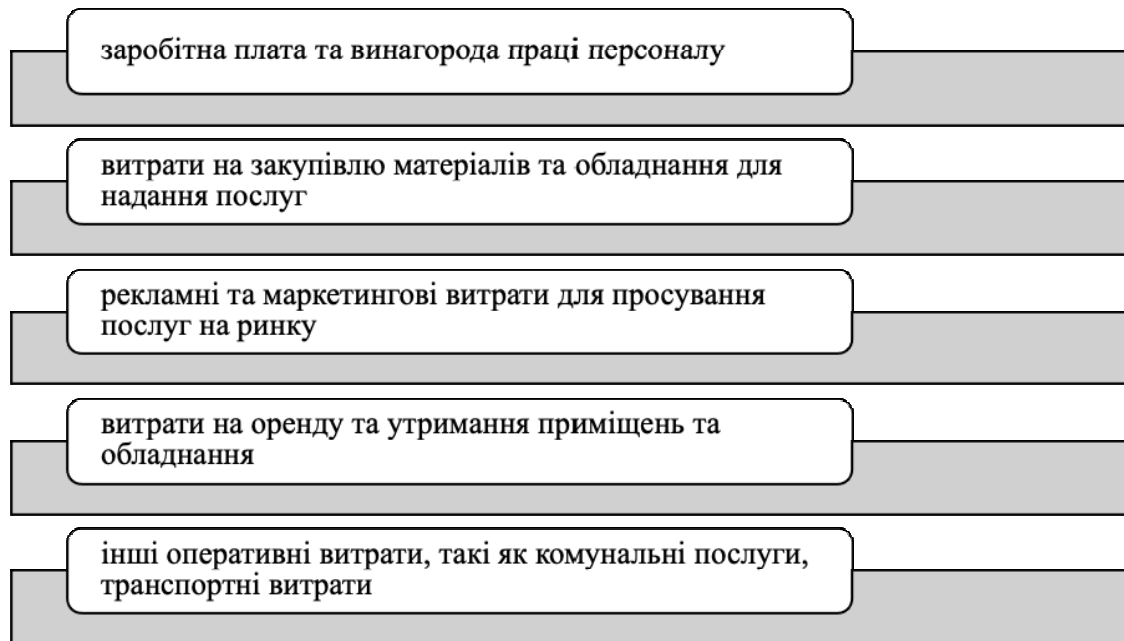 заробітна плата та винагорода праці персоналу
витрати на закупівлю матеріалів та обладнання для
надання послуг
рекламні та маркетингові витрати для просування
послуг на ринку
витрати на оренду та утримання приміщень та
обладнання
інші оперативні витрати, такі як комунальні послуги,
транспортні витрати